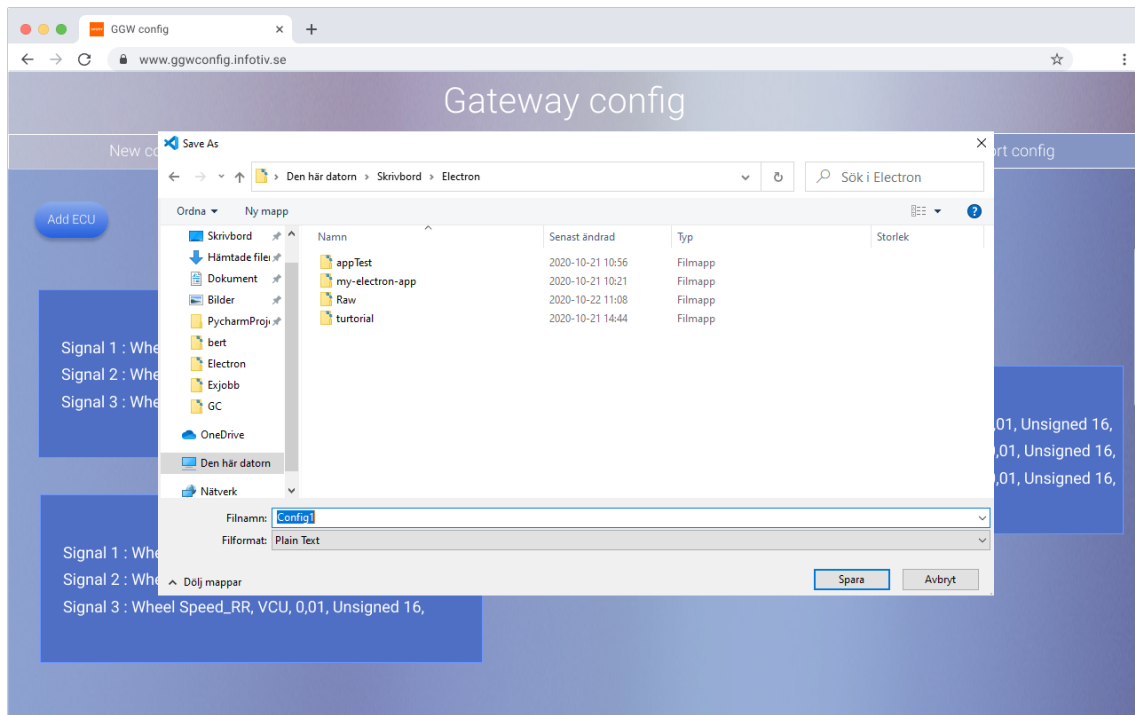 GGW config
www.ggwconfig.infotiv.se
Gateway config
New co
ort config
Add ECU
Save As
Den här datorn > Skrivbord > Electron
Sök i Electron
Ordna
Ny mapp
Skrivbord
Hämtade filer
Dokument
Bilder
PycharmProje
bert
Electron
Exjobb
GC
OneDrive
Den här datorn
Nätverk
Namn Senast ändrad Typ Storlek
appTest 2020-10-21 10:56 Filmapp
my-electron-app 2020-10-21 10:21 Filmapp
Raw 2020-10-22 11:08 Filmapp
turtorial 2020-10-21 14:44 Filmapp
Filnamn: Config1
Filformat: Plain Text
Dölj mappar
Spara
Avbryt
Signal 1 : Whe
Signal 2 : Whe
Signal 3 : Whe
,01, Unsigned 16,
,01, Unsigned 16,
,01, Unsigned 16,
Signal 1 : Whe
Signal 2 : Whe
Signal 3 : Wheel Speed_RR, VCU, 0,01, Unsigned 16,